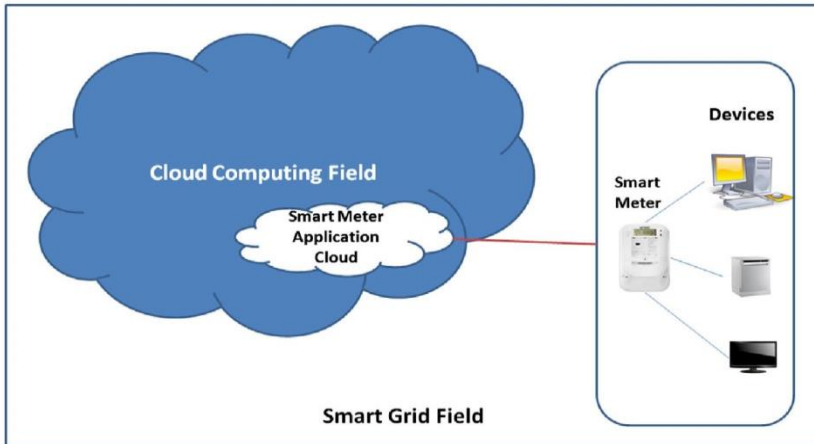 Cloud Computing Field
Smart Meter
Application
Cloud
Devices
Smart
Meter
Smart Grid Field